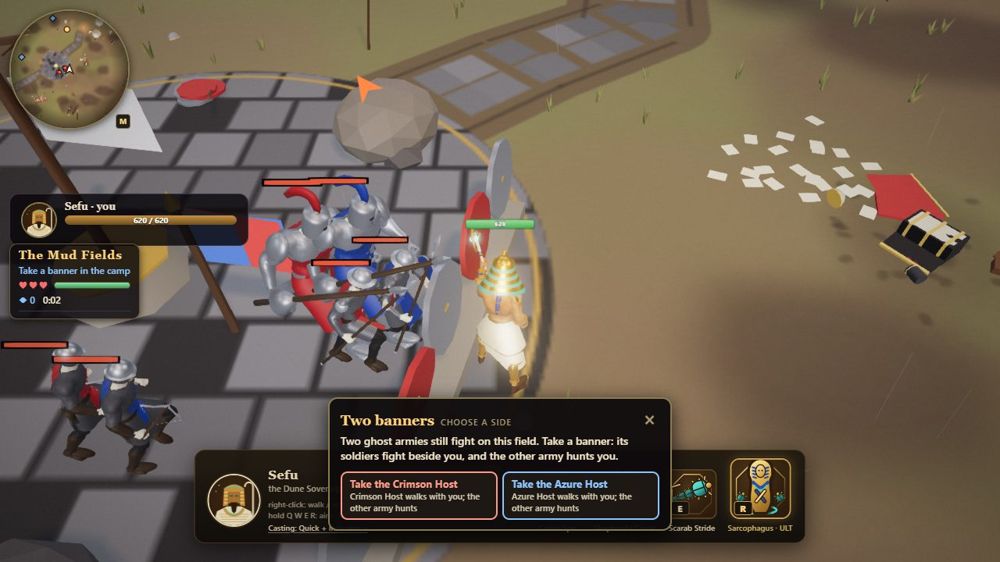 M
Sefu · you
620 / 620
The Mud Fields
Take a banner in the camp
0 0:02
620
Two banners CHOOSE A SIDE
Two ghost armies still fight on this field. Take a banner: its
soldiers fight beside you, and the other army hunts you.
Take the Crimson Host
Crimson Host walks with you; the
other army hunts
Take the Azure Host
Azure Host walks with you; the
other army hunts
Sefu
the Dune Sover
right-click: walk
hold Q W E R: ai
Casting: Quick +
E
Scarab Stride
R
Sarcophagus · ULT